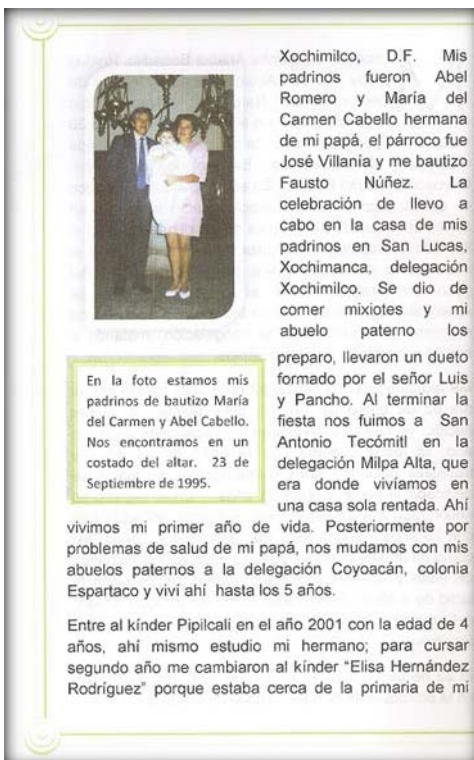 Xochimilco, D.F. Mis
padrinos fueron Abel
Romero y María del
Carmen Cabello hermana
de mi papá, el párroco fue
José Villanía y me bautizo
Fausto Núñez. La
celebración de llevo a
cabo en la casa de mis
padrinos en San Lucas,
Xochimanca, delegación
Xochimilco. Se dio de
comer mixiotes y mi
abuelo paterno los
preparo, llevaron un dueto
formado por el señor Luis
y Pancho. Al terminar la
fiesta nos fuimos a San
Antonio Tecómitl en la
delegación Milpa Alta, que
era donde vivíamos en
una casa sola rentada. Ahí
En la foto estamos mis
padrinos de bautizo María
del Carmen y Abel Cabello.
Nos encontramos en un
costado del altar. 23 de
Septiembre de 1995.
vivimos mi primer año de vida. Posteriormente por
problemas de salud de mi papá, nos mudamos con mis
abuelos paternos a la delegación Coyoacán, colonia
Espartaco y viví ahí hasta los 5 años.
Entre al kínder Pipilcali en el año 2001 con la edad de 4
años, ahí mismo estudio mi hermano; para cursar
segundo año me cambiaron al kínder “Elisa Hernández
Rodríguez” porque estaba cerca de la primaria de mi